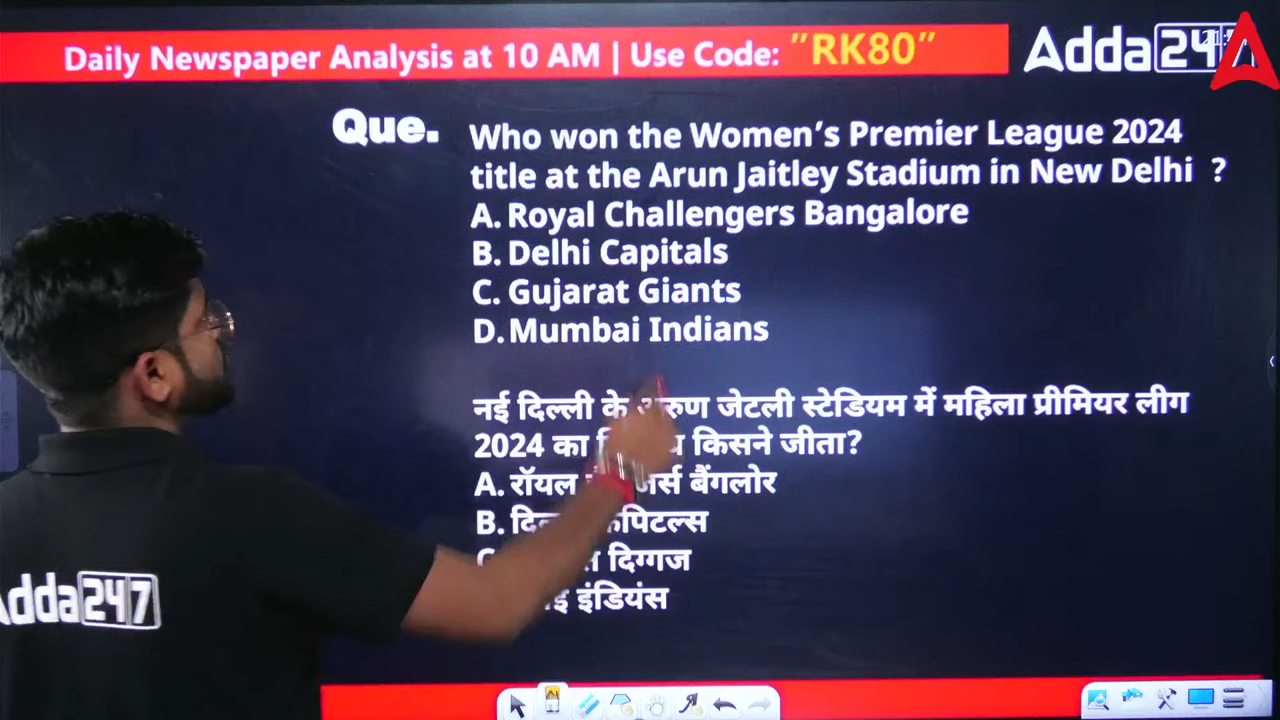 Daily Newspaper Analysis at 10 AM | Use Code: "RK80"
Adda247
Que. Who won the Women's Premier League 2024
title at the Arun Jaitley Stadium in New Delhi ?
A. Royal Challengers Bangalore
B. Delhi Capitals
C. Gujarat Giants
D. Mumbai Indians
नई दिल्ली के अरुण जेटली स्टेडियम में महिला प्रीमियर लीग
2024 का किसने जीता?
A. रॉयल बैंगलोर
B.
दिग्गज
इंडियंस
Adda247